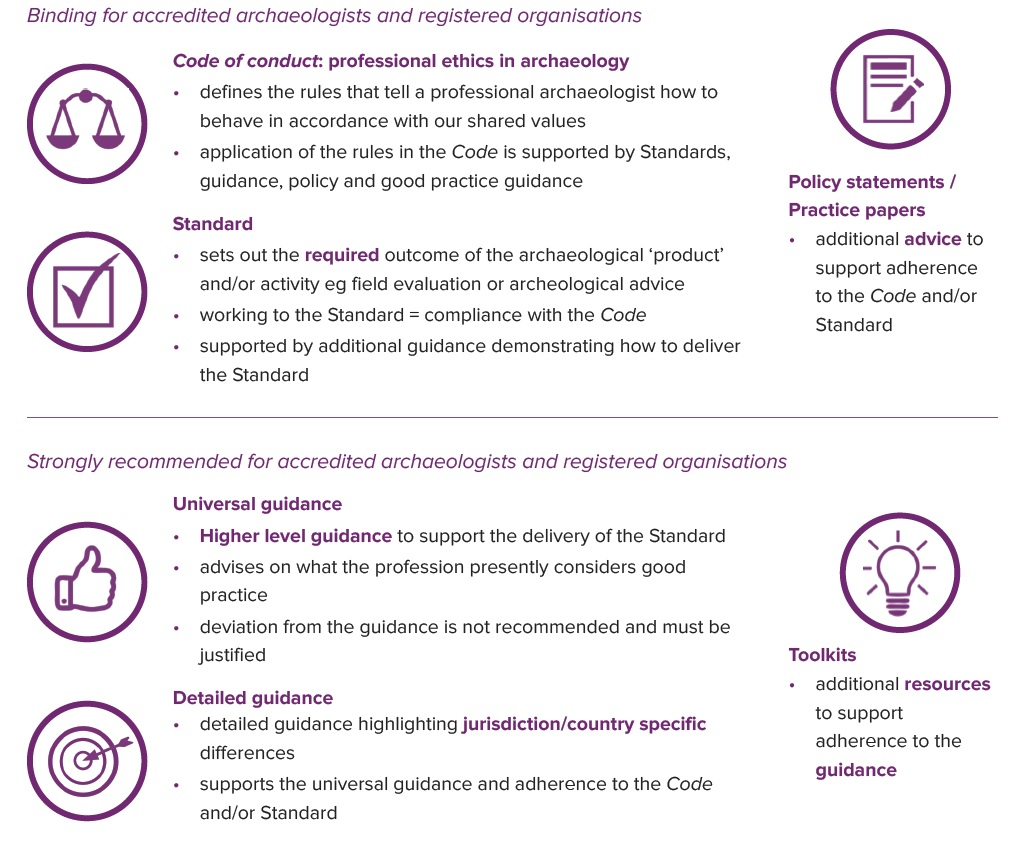 Binding for accredited archaeologists and registered organisations
Code of conduct: professional ethics in archaeology
• defines the rules that tell a professional archaeologist how to
behave in accordance with our shared values
• application of the rules in the Code is supported by Standards,
guidance, policy and good practice guidance
Standard
• sets out the required outcome of the archaeological ‘product’
and/or activity eg field evaluation or archeological advice
• working to the Standard = compliance with the Code
• supported by additional guidance demonstrating how to deliver
the Standard
Policy statements /
Practice papers
• additional advice to
support adherence
to the Code and/or
Standard
Strongly recommended for accredited archaeologists and registered organisations
Universal guidance
• Higher level guidance to support the delivery of the Standard
• advises on what the profession presently considers good
practice
• deviation from the guidance is not recommended and must be
justified
Detailed guidance
• detailed guidance highlighting jurisdiction/country specific
differences
• supports the universal guidance and adherence to the Code
and/or Standard
Toolkits
• additional resources
to support
adherence to the
guidance